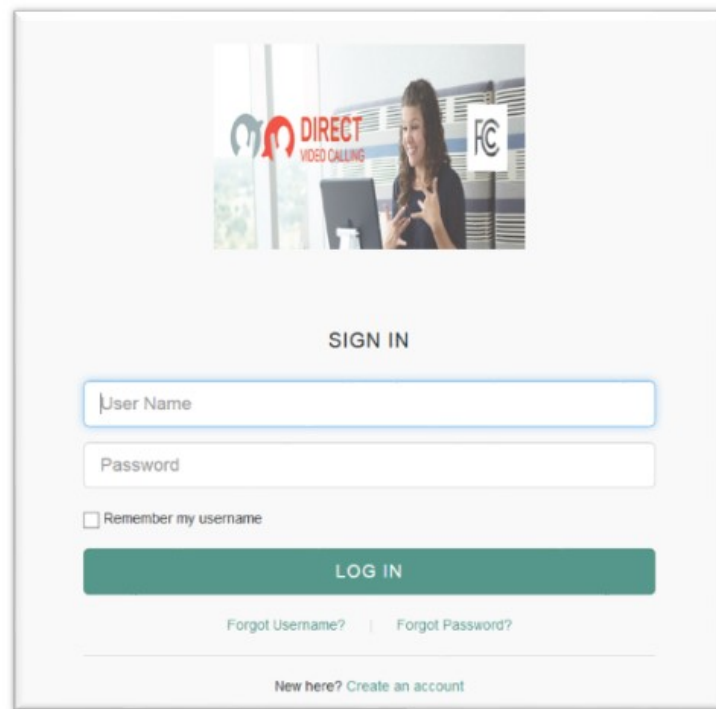 DIRECT
VIDEO CALLING
FCC
SIGN IN
User Name
Password
Remember my username
LOG IN
Forgot Username? | Forgot Password?
New here? Create an account